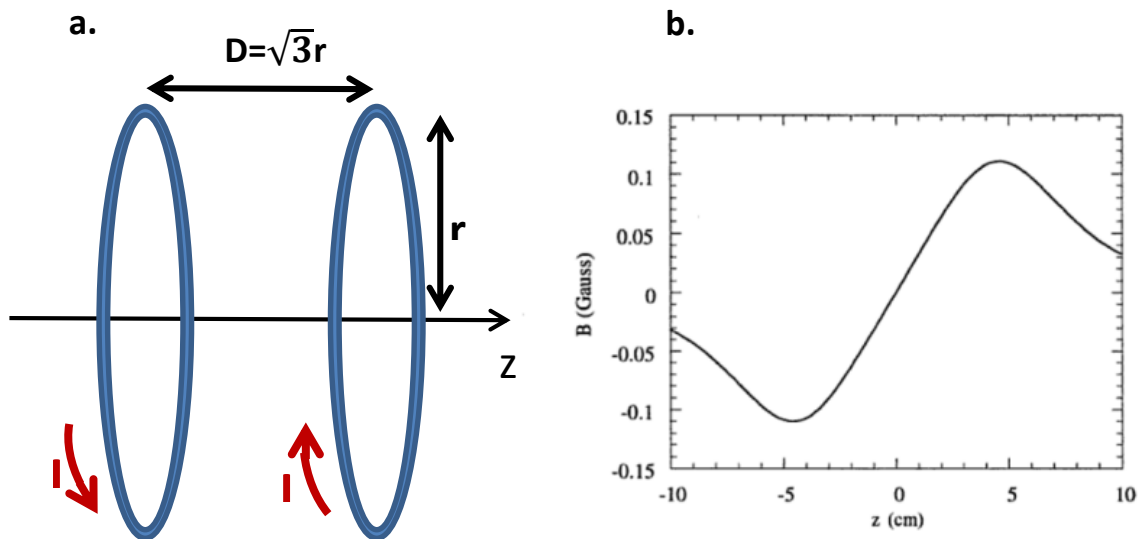 a.
D=√3r
r
Z
I
I
b.
0.15
0.1
0.05
0
-0.05
-0.1
-0.15
B (Gauss)
-10
-5
0
5
10
z (cm)